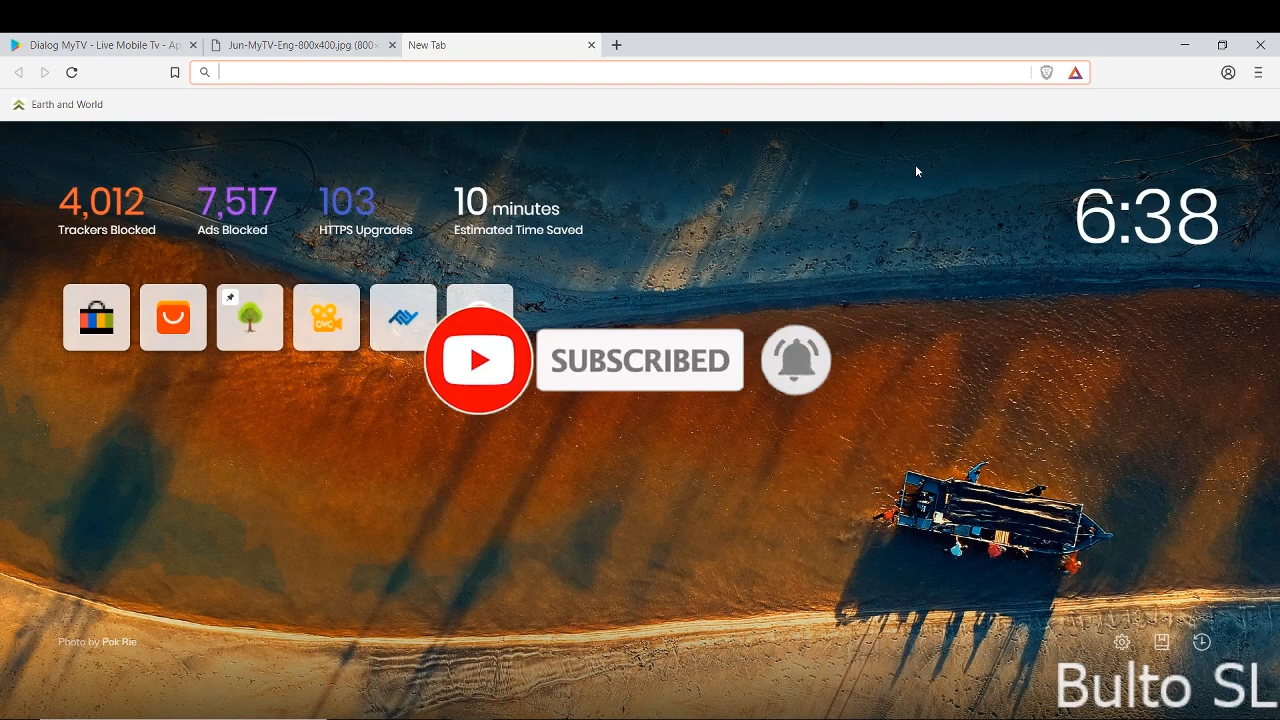 Dialog MyTV - Live Mobile Tv - Ap
Jun-MyTV-Eng-800x400.jpg (800×
New Tab
Earth and World
4,012
Trackers Blocked
7,517
Ads Blocked
103
HTTPS Upgrades
10 minutes
Estimated Time Saved
6:38
CVC
SUBSCRIBED
Photo by Pok Rie
Bulto SL